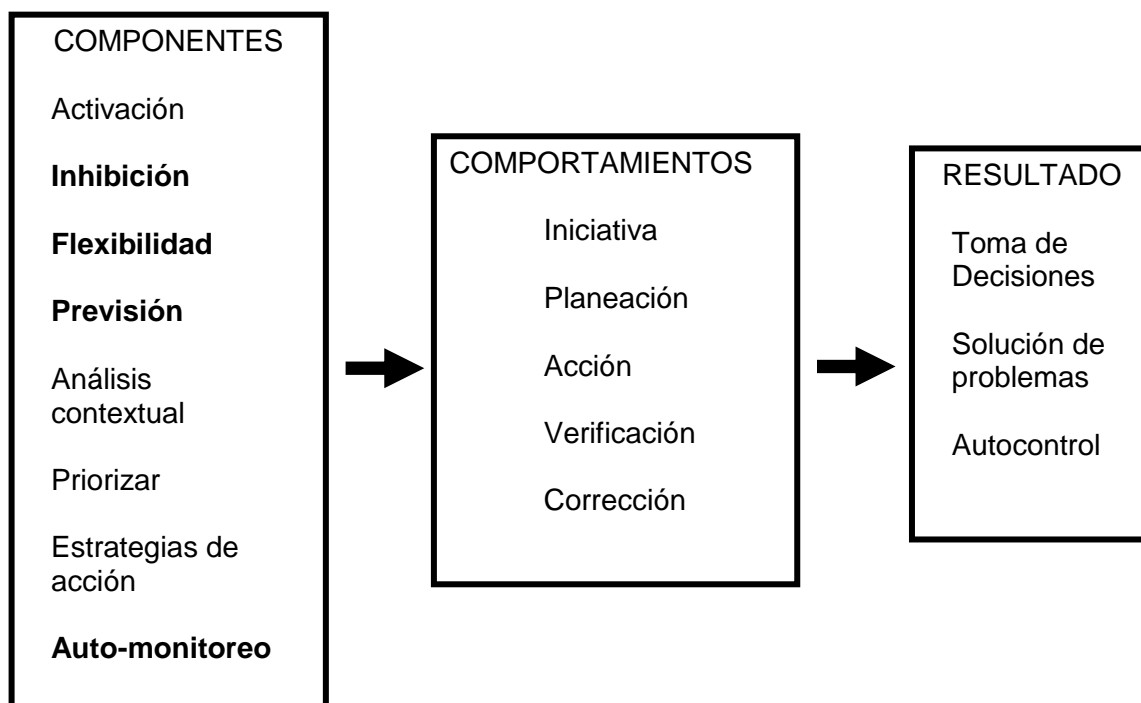 COMPONENTES
Activación
Inhibición
Flexibilidad
Previsión
Análisis
contextual
Priorizar
Estrategias de
acción
Auto-monitoreo
COMPORTAMIENTOS
Iniciativa
Planeación
Acción
Verificación
Corrección
RESULTADO
Toma de
Decisiones
Solución de
problemas
Autocontrol